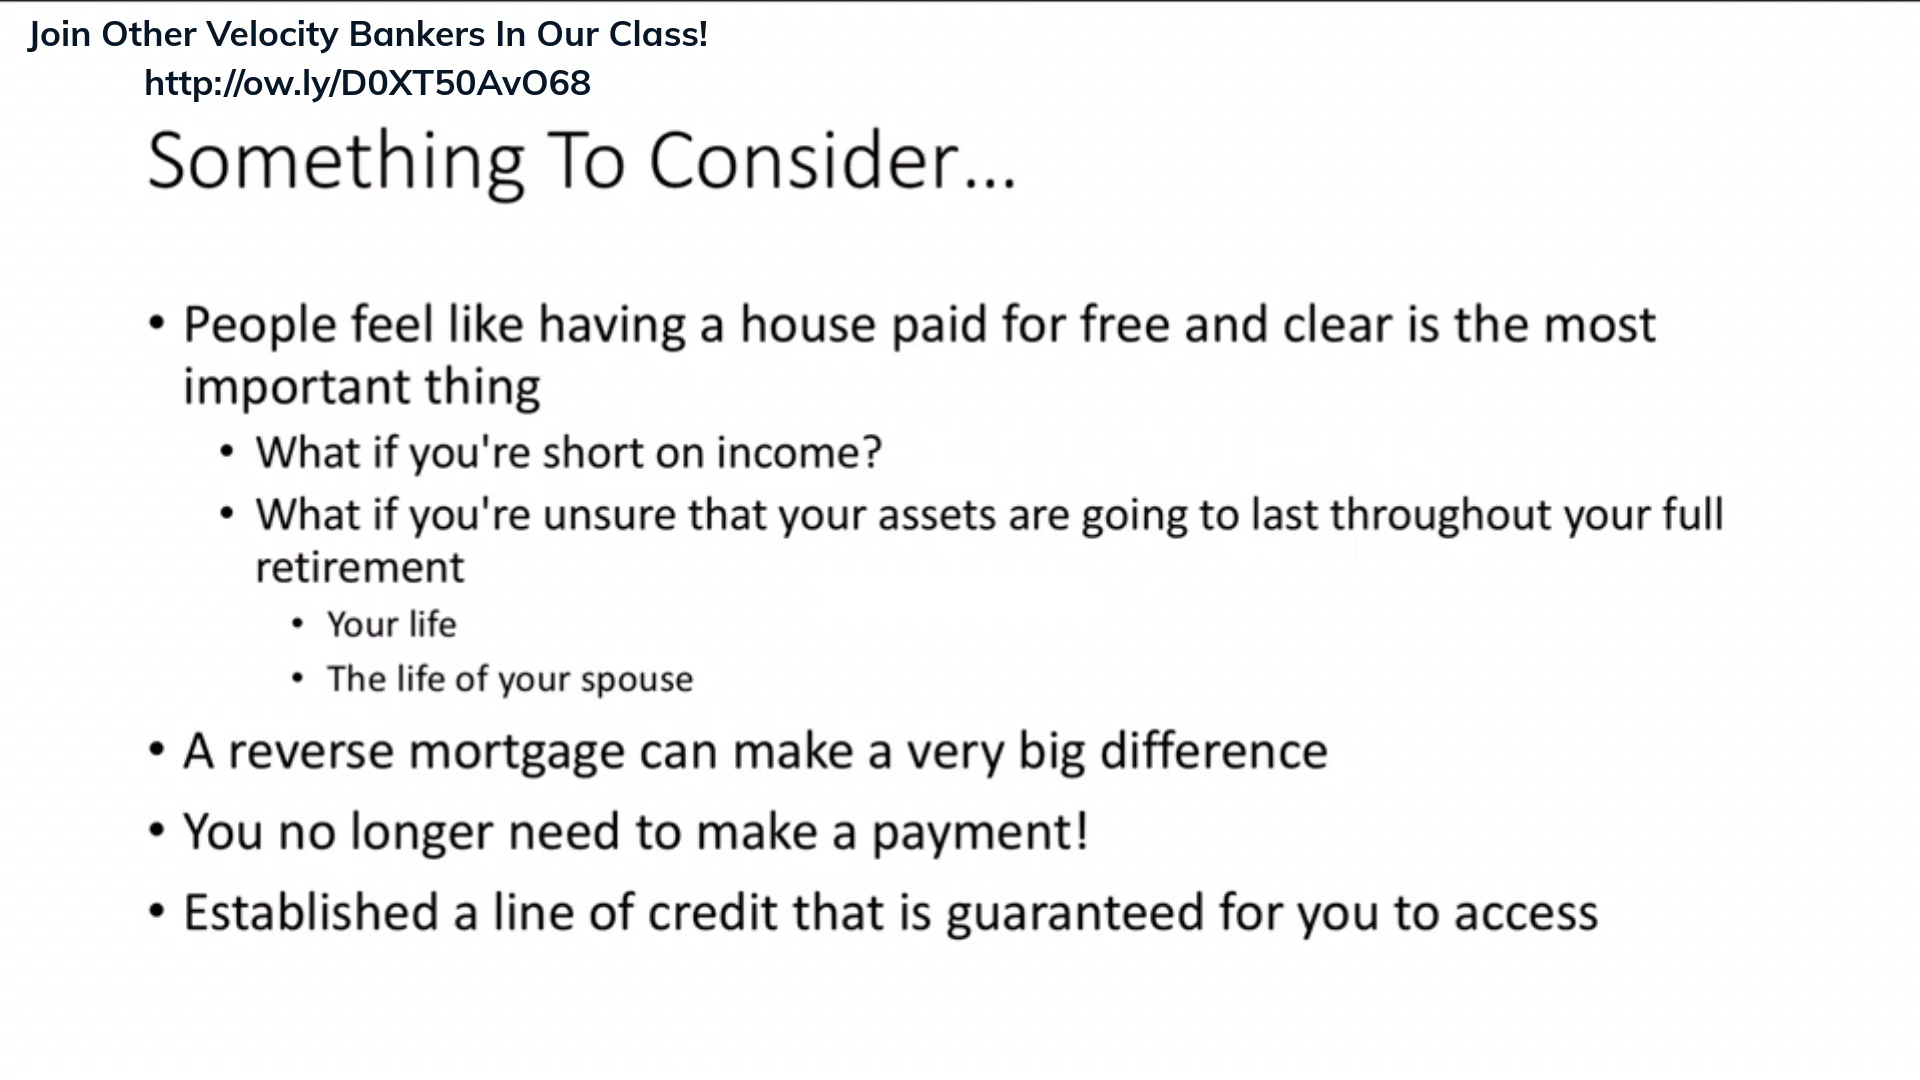 Join Other Velocity Bankers In Our Class!
http://ow.ly/D0XT50AvO68
Something To Consider...
• People feel like having a house paid for free and clear is the most
important thing
• What if you're short on income?
• What if you're unsure that your assets are going to last throughout your full
retirement
• Your life
• The life of your spouse
• A reverse mortgage can make a very big difference
• You no longer need to make a payment!
• Established a line of credit that is guaranteed for you to access